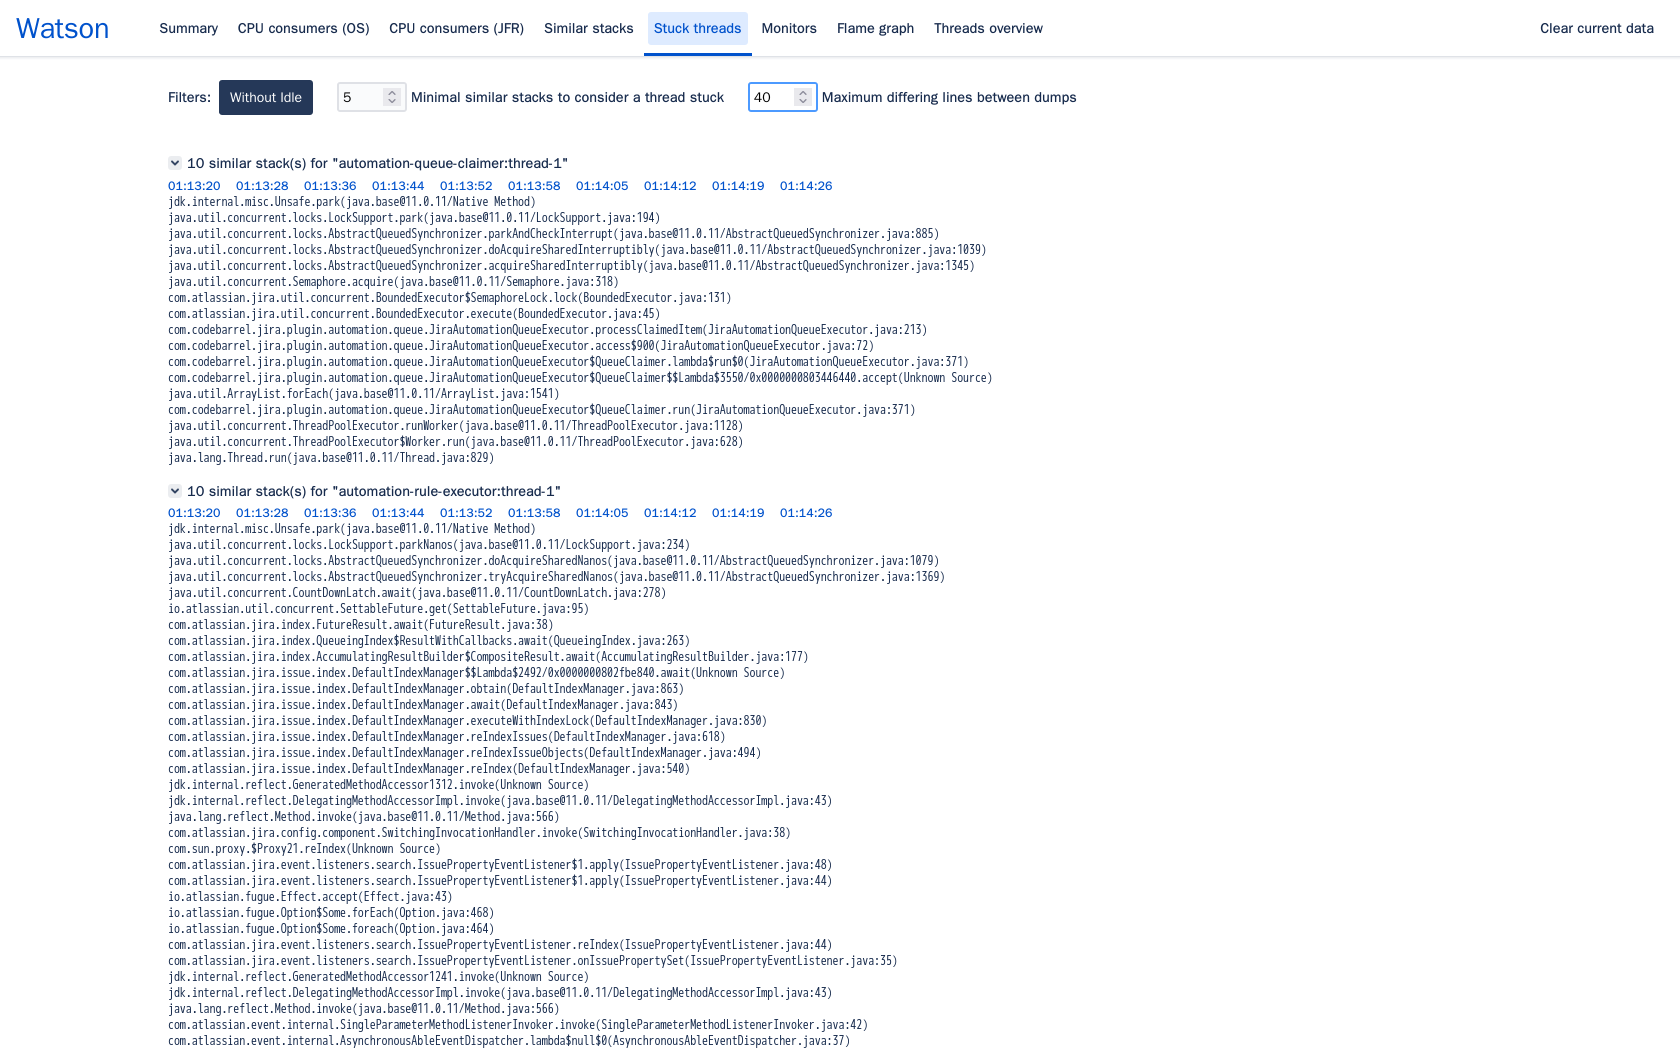 Watson
Summary CPU consumers (OS) CPU consumers (JFR) Similar stacks Stuck threads Monitors Flame graph Threads overview Clear current data
Filters: Without Idle 5 Minimal similar stacks to consider a thread stuck 40 Maximum differing lines between dumps
10 similar stack(s) for "automation-queue-claimer:thread-1"
01:13:20 01:13:28 01:13:36 01:13:44 01:13:52 01:13:58 01:14:05 01:14:12 01:14:19 01:14:26
jdk.internal.misc.Unsafe.park(java.base@11.0.11/Native Method)
java.util.concurrent.locks.LockSupport.park(java.base@11.0.11/LockSupport.java:194)
java.util.concurrent.locks.AbstractQueuedSynchronizer.parkAndCheckInterrupt(java.base@11.0.11/AbstractQueuedSynchronizer.java:885)
java.util.concurrent.locks.AbstractQueuedSynchronizer.doAcquireSharedInterruptibly(java.base@11.0.11/AbstractQueuedSynchronizer.java:1039)
java.util.concurrent.locks.AbstractQueuedSynchronizer.acquireSharedInterruptibly(java.base@11.0.11/AbstractQueuedSynchronizer.java:1345)
java.util.concurrent.Semaphore.acquire(java.base@11.0.11/Semaphore.java:318)
com.atlassian.jira.util.concurrent.BoundedExecutor$SemaphoreLock.lock(BoundedExecutor.java:131)
com.atlassian.jira.util.concurrent.BoundedExecutor.execute(BoundedExecutor.java:45)
com.codebarrel.jira.plugin.automation.queue.JiraAutomationQueueExecutor.processClaimedItem(JiraAutomationQueueExecutor.java:213)
com.codebarrel.jira.plugin.automation.queue.JiraAutomationQueueExecutor.access$900(JiraAutomationQueueExecutor.java:72)
com.codebarrel.jira.plugin.automation.queue.JiraAutomationQueueExecutor$QueueClaimer.lambda$run$0(JiraAutomationQueueExecutor.java:371)
com.codebarrel.jira.plugin.automation.queue.JiraAutomationQueueExecutor$QueueClaimer$$Lambda$3550/0x0000000803446440.accept(Unknown Source)
java.util.ArrayList.forEach(java.base@11.0.11/ArrayList.java:1541)
com.codebarrel.jira.plugin.automation.queue.JiraAutomationQueueExecutor$QueueClaimer.run(JiraAutomationQueueExecutor.java:371)
java.util.concurrent.ThreadPoolExecutor.runWorker(java.base@11.0.11/ThreadPoolExecutor.java:1128)
java.util.concurrent.ThreadPoolExecutor$Worker.run(java.base@11.0.11/ThreadPoolExecutor.java:628)
java.lang.Thread.run(java.base@11.0.11/Thread.java:829)
10 similar stack(s) for "automation-rule-executor:thread-1"
01:13:20 01:13:28 01:13:36 01:13:44 01:13:52 01:13:58 01:14:05 01:14:12 01:14:19 01:14:26
jdk.internal.misc.Unsafe.park(java.base@11.0.11/Native Method)
java.util.concurrent.locks.LockSupport.parkNanos(java.base@11.0.11/LockSupport.java:234)
java.util.concurrent.locks.AbstractQueuedSynchronizer.doAcquireSharedNanos(java.base@11.0.11/AbstractQueuedSynchronizer.java:1079)
java.util.concurrent.locks.AbstractQueuedSynchronizer.tryAcquireSharedNanos(java.base@11.0.11/AbstractQueuedSynchronizer.java:1369)
java.util.concurrent.CountDownLatch.await(java.base@11.0.11/CountDownLatch.java:278)
io.atlassian.util.concurrent.SettableFuture.get(SettableFuture.java:95)
com.atlassian.jira.index.FutureResult.await(FutureResult.java:38)
com.atlassian.jira.index.QueueingIndex$ResultWithCallbacks.await(QueueingIndex.java:263)
com.atlassian.jira.index.AccumulatingResultBuilder$CompositeResult.await(AccumulatingResultBuilder.java:177)
com.atlassian.jira.issue.index.DefaultIndexManager$$Lambda$2492/0x0000000802fbe840.await(Unknown Source)
com.atlassian.jira.issue.index.DefaultIndexManager.obtain(DefaultIndexManager.java:863)
com.atlassian.jira.issue.index.DefaultIndexManager.await(DefaultIndexManager.java:843)
com.atlassian.jira.issue.index.DefaultIndexManager.executeWithIndexLock(DefaultIndexManager.java:830)
com.atlassian.jira.issue.index.DefaultIndexManager.reIndexIssues(DefaultIndexManager.java:618)
com.atlassian.jira.issue.index.DefaultIndexManager.reIndexIssueObjects(DefaultIndexManager.java:494)
com.atlassian.jira.issue.index.DefaultIndexManager.reIndex(DefaultIndexManager.java:540)
jdk.internal.reflect.GeneratedMethodAccessor1312.invoke(Unknown Source)
jdk.internal.reflect.DelegatingMethodAccessorImpl.invoke(java.base@11.0.11/DelegatingMethodAccessorImpl.java:43)
java.lang.reflect.Method.invoke(java.base@11.0.11/Method.java:566)
com.atlassian.jira.config.component.SwitchingInvocationHandler.invoke(SwitchingInvocationHandler.java:38)
com.sun.proxy.$Proxy21.reIndex(Unknown Source)
com.atlassian.jira.event.listeners.search.IssuePropertyEventListener$1.apply(IssuePropertyEventListener.java:48)
com.atlassian.jira.event.listeners.search.IssuePropertyEventListener$1.apply(IssuePropertyEventListener.java:44)
io.atlassian.fugue.Effect.accept(Effect.java:43)
io.atlassian.fugue.Option$Some.forEach(Option.java:468)
io.atlassian.fugue.Option$Some.foreach(Option.java:464)
com.atlassian.jira.event.listeners.search.IssuePropertyEventListener.reIndex(IssuePropertyEventListener.java:44)
com.atlassian.jira.event.listeners.search.IssuePropertyEventListener.onIssuePropertySet(IssuePropertyEventListener.java:35)
jdk.internal.reflect.GeneratedMethodAccessor1241.invoke(Unknown Source)
jdk.internal.reflect.DelegatingMethodAccessorImpl.invoke(java.base@11.0.11/DelegatingMethodAccessorImpl.java:43)
java.lang.reflect.Method.invoke(java.base@11.0.11/Method.java:566)
com.atlassian.event.internal.SingleParameterMethodListenerInvoker.invoke(SingleParameterMethodListenerInvoker.java:42)
com.atlassian.event.internal.AsynchronousAbleEventDispatcher.lambda$null$0(AsynchronousAbleEventDispatcher.java:37)